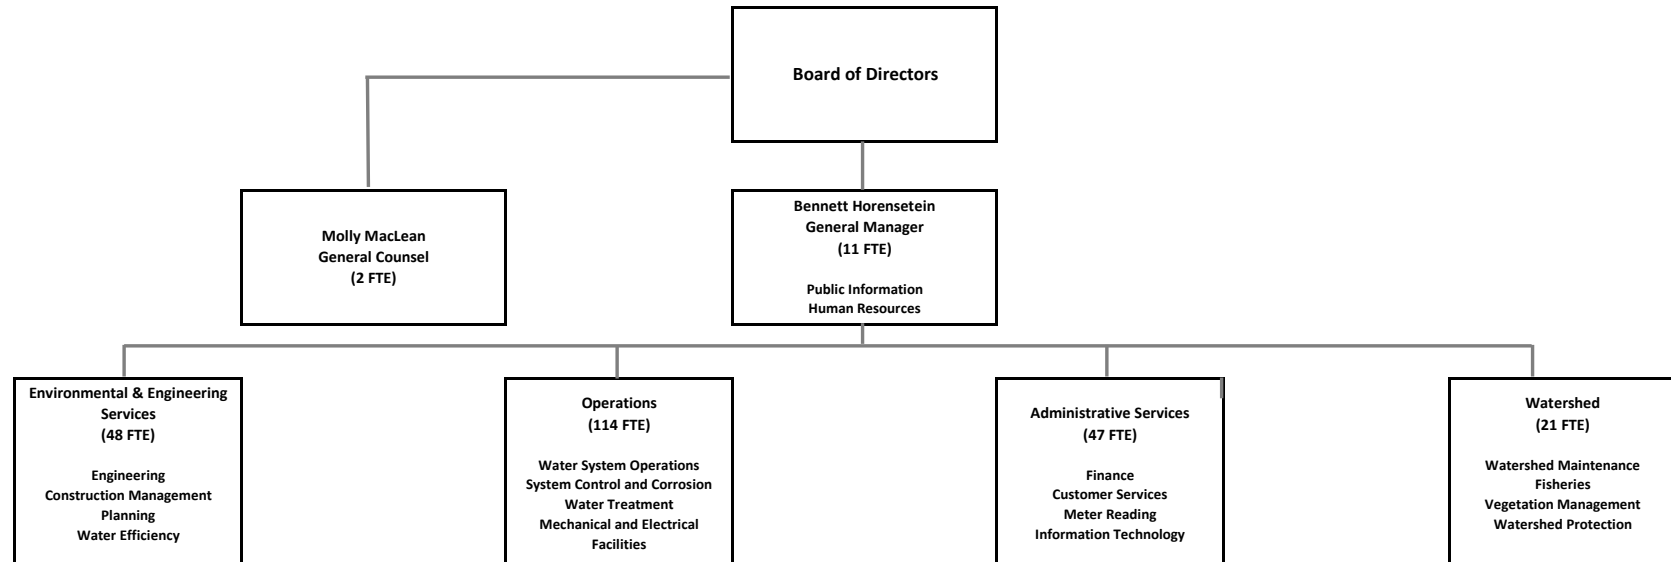 Board of Directors
Molly MacLean
General Counsel
(2 FTE)
Bennett Horensetein
General Manager
(11 FTE)
Public Information
Human Resources
Environmental & Engineering
Services
(48 FTE)
Engineering
Construction Management
Planning
Water Efficiency
Operations
(114 FTE)
Water System Operations
System Control and Corrosion
Water Treatment
Mechanical and Electrical
Facilities
Administrative Services
(47 FTE)
Finance
Customer Services
Meter Reading
Information Technology
Watershed
(21 FTE)
Watershed Maintenance
Fisheries
Vegetation Management
Watershed Protection